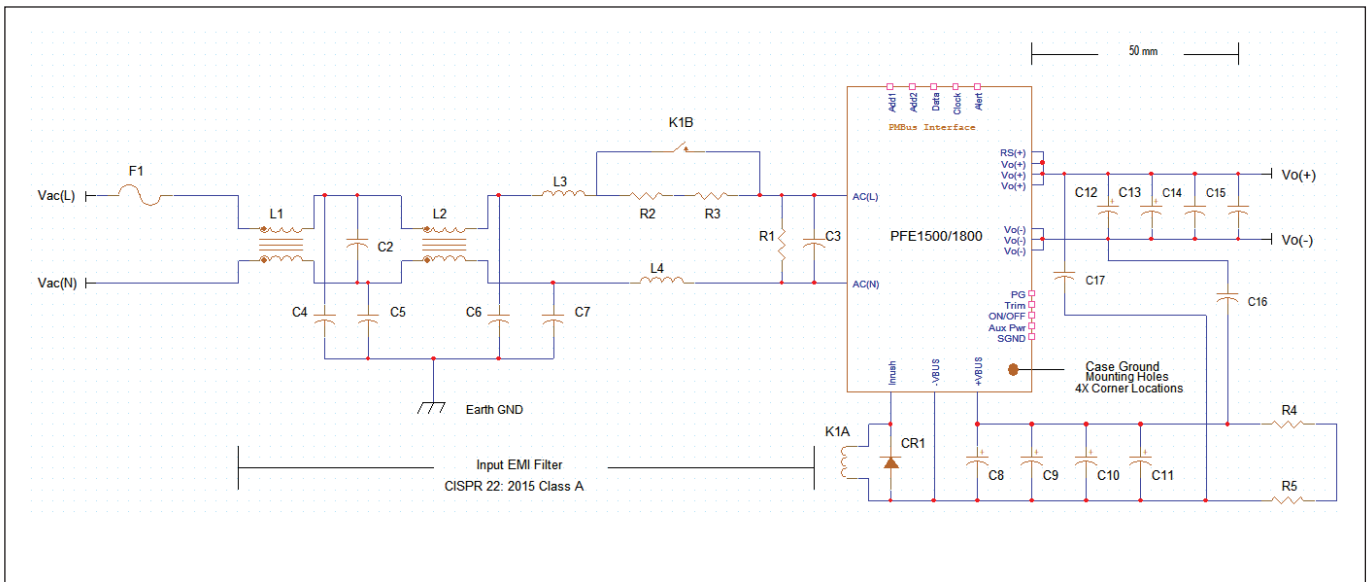 50 mm
Add1
Add2
Data
Clock
Alert
PMBus Interface
K1B
F1
RS(+)
Vo(+)
Vo(+)
Vo(+)
L3
Vac(L)
R2
R3
AC(L)
C12
C13
C14
C15
Vo(+)
L1
L2
R1
C3
PFE1500/1800
Vo(-)
Vo(-)
Vo(-)
Vo(-)
C2
L4
Vac(N)
AC(N)
C17
C16
C4
C5
C6
C7
PG
Trim
ON/OFF
Aux Pwr
SGND
Inrush
-VBUS
+VBUS
Case Ground
Mounting Holes
4X Corner Locations
Earth GND
K1A
CR1
R4
C8
C9
C10
C11
R5
Input EMI Filter
CISPR 22: 2015 Class A